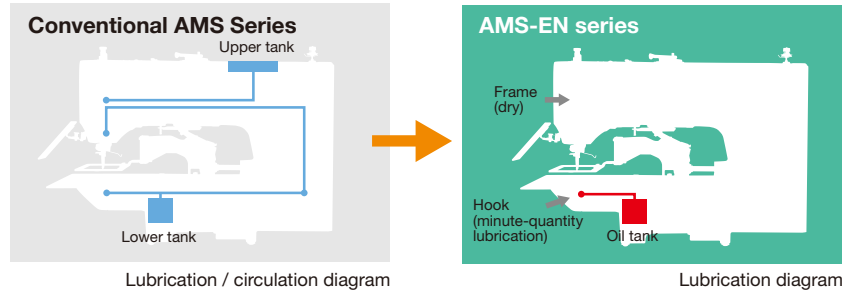 Conventional AMS Series
Upper tank
Lower tank
Lubrication / circulation diagram
AMS-EN series
Frame
(dry)
Hook
(minute-quantity
lubrication)
Oil tank
Lubrication diagram